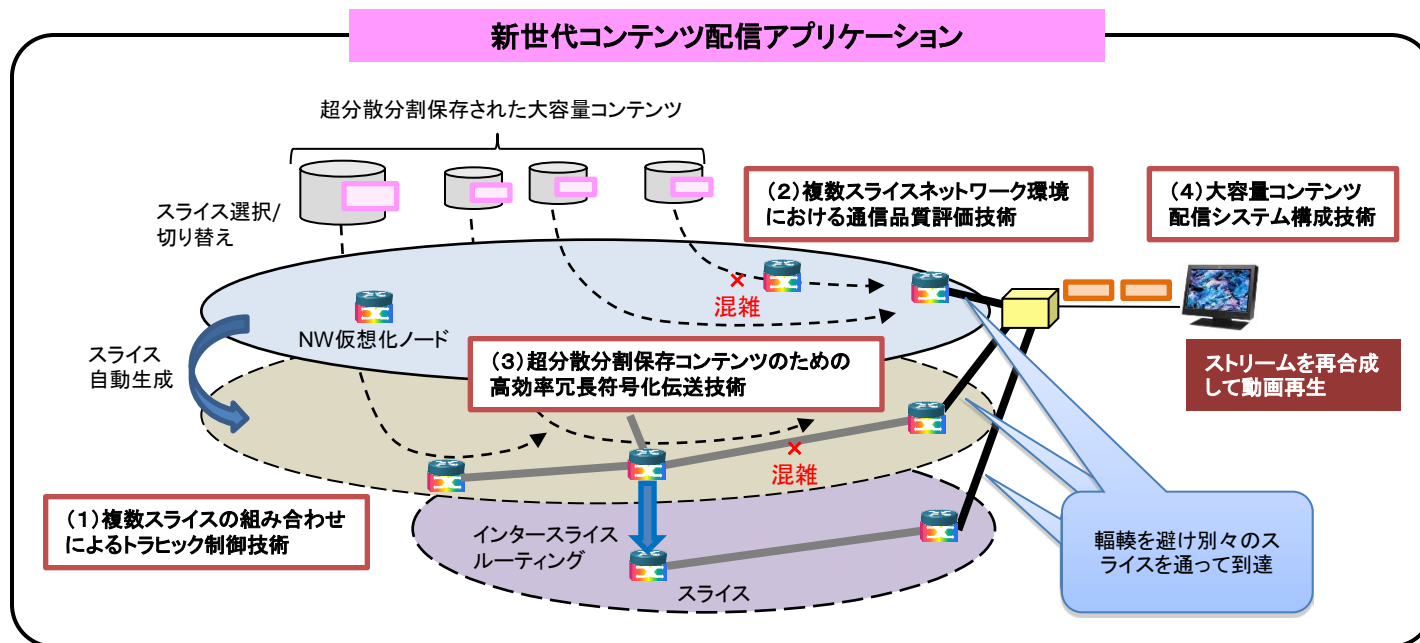 新世代コンテンツ配信アプリケーション
超分散分割保存された大容量コンテンツ
スライス選択/
切り替え
（２）複数スライスネットワーク環境
における通信品質評価技術
（４）大容量コンテンツ
配信システム構成技術
×
混雑
NW仮想化ノード
スライス
自動生成
（３）超分散分割保存コンテンツのための
高効率冗長符号化伝送技術
ストリームを再合成
して動画再生
×
混雑
（１）複数スライスの組み合わせ
によるトラヒック制御技術
インタースライス
ルーティング
スライス
輻輳を避け別々のス
ライスを通って到達